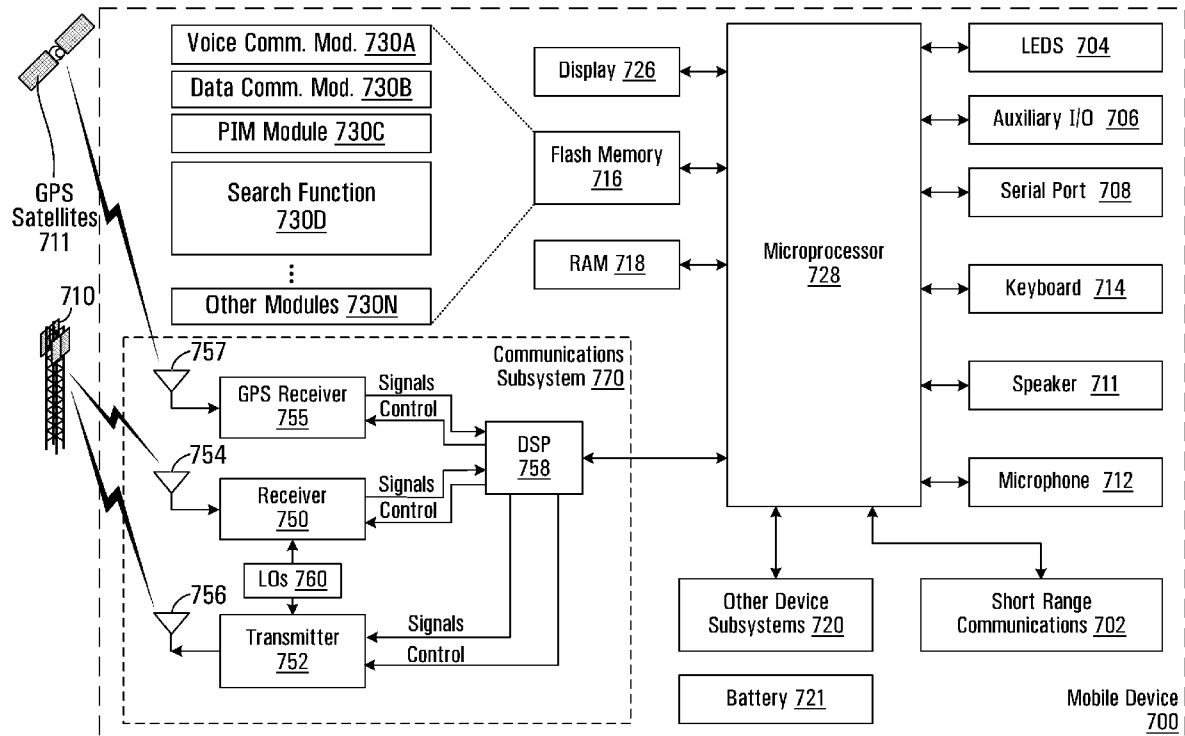 Voice Comm. Mod. 730A
Data Comm. Mod. 730B
PIM Module 730C
Search Function
730D
⋮
Other Modules 730N
GPS
Satellites
711
710
Display 726
Flash Memory
716
RAM 718
Microprocessor
728
LEDS 704
Auxiliary I/O 706
Serial Port 708
Keyboard 714
Speaker 711
Microphone 712
Communications
Subsystem 770
757
GPS Receiver
755
Signals
Control
DSP
758
754
Receiver
750
Signals
Control
LOs 760
756
Transmitter
752
Signals
Control
Other Device
Subsystems 720
Short Range
Communications 702
Battery 721
Mobile Device
700